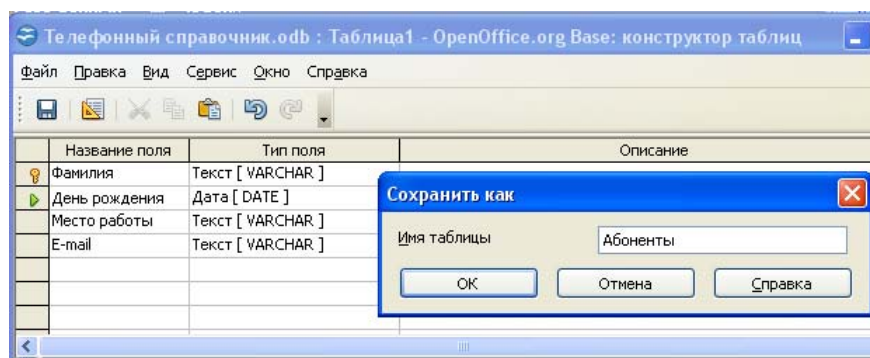 Телефонный справочник.odb : Таблица1 - OpenOffice.org Base: конструктор таблиц
Файл Правка Вид Сервис Окно Справка
Название поля Тип поля Описание
Фамилия Текст [ VARCHAR ]
День рождения Дата [ DATE ]
Место работы Текст [ VARCHAR ]
E-mail Текст [ VARCHAR ]
Сохранить как
Имя таблицы Абоненты
ОК Отмена Справка